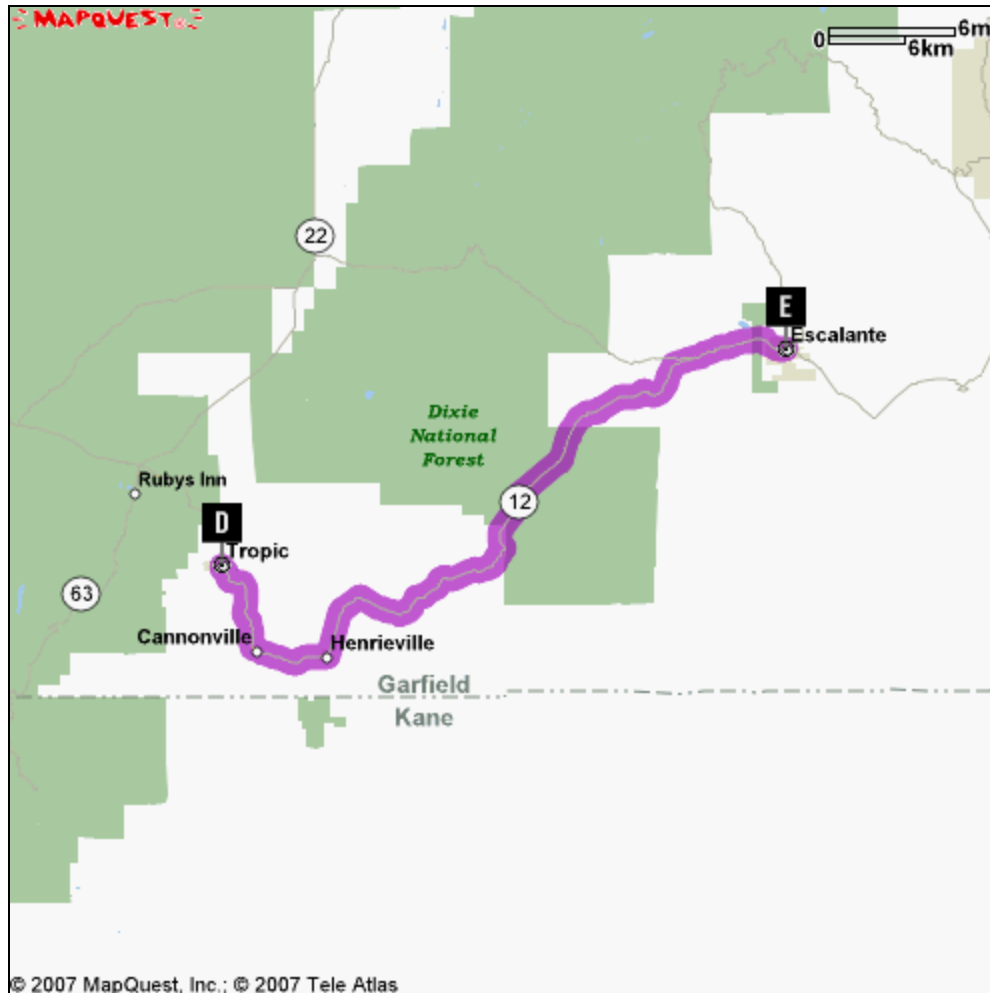 MAPQUEST
0
6m
6km
22
E
Escalante
Dixie
National
Forest
Rubys Inn
12
D
Tropic
63
Cannonville
Henrieville
Garfield
Kane
© 2007 MapQuest, Inc.; © 2007 Tele Atlas